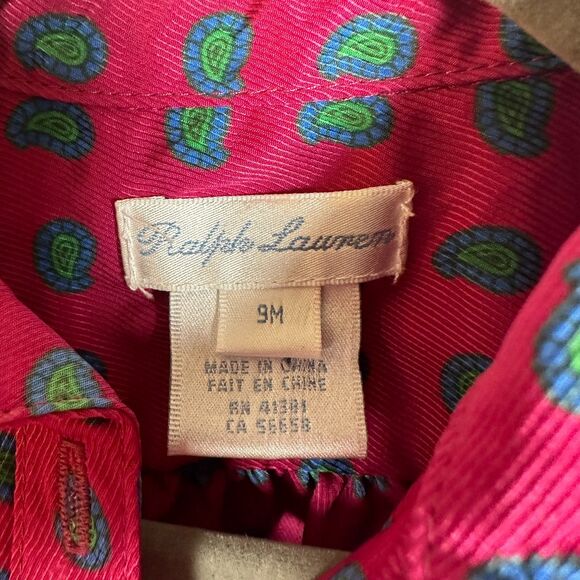 Ralph Lauren
9M
MADE IN CHINA
FAIT EN CHINE
RN 41381
CA 56658